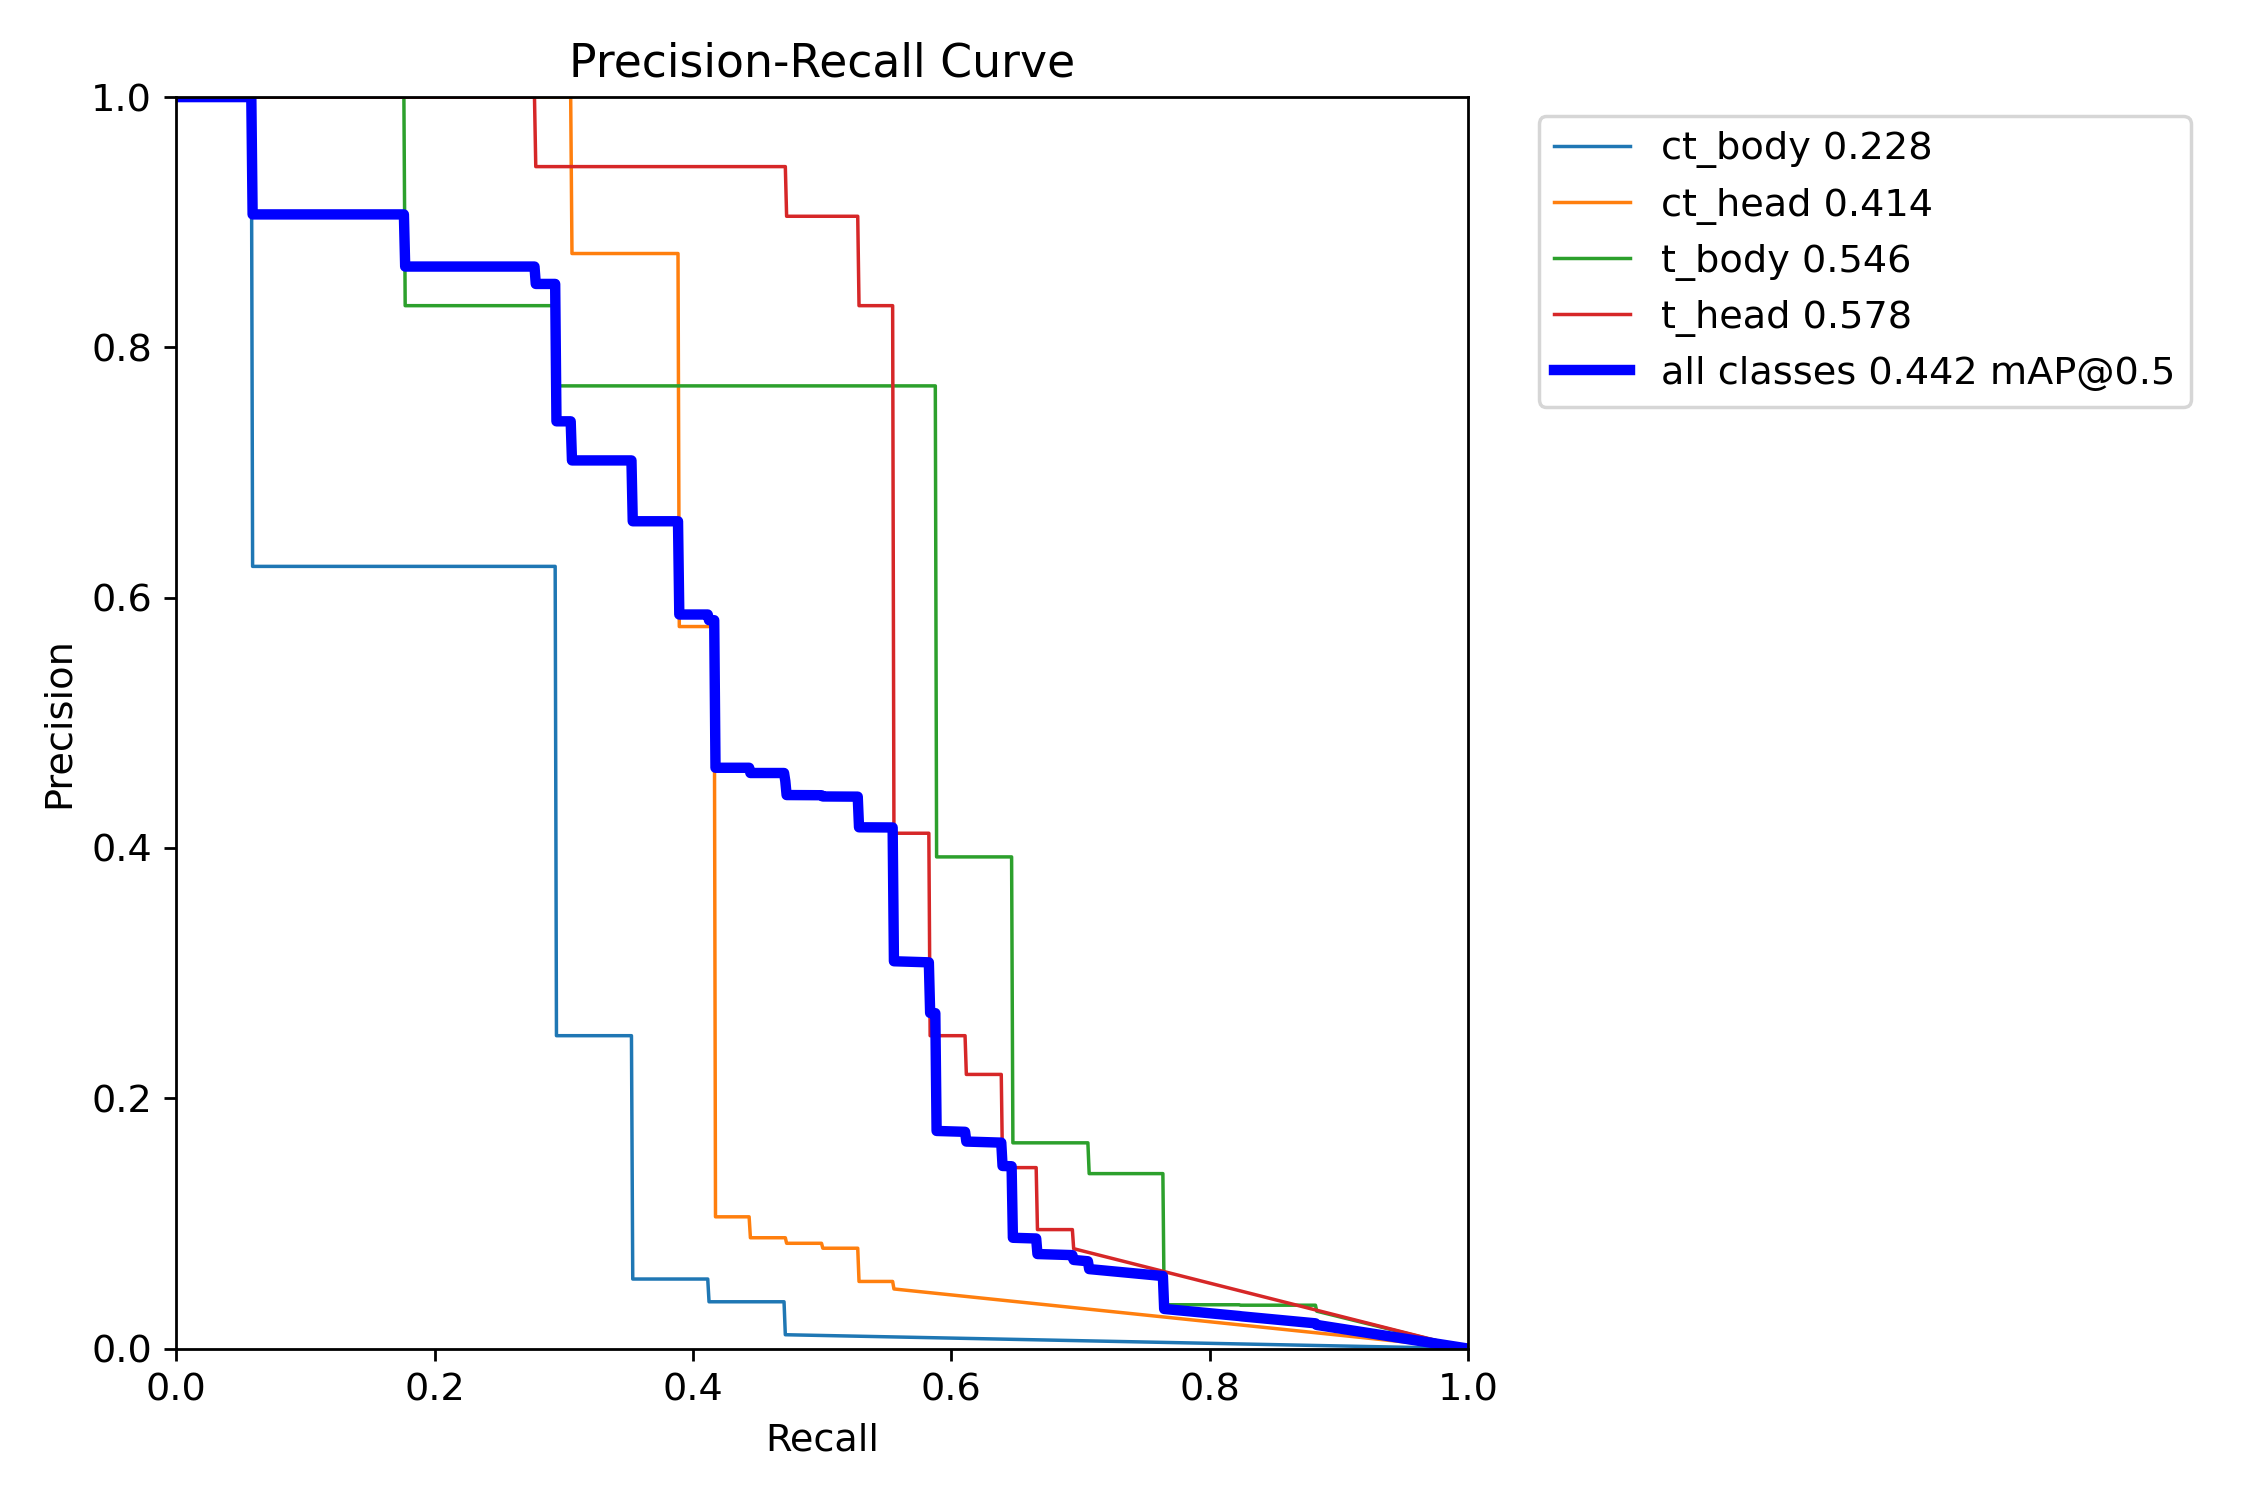 Precision-Recall Curve
1.0
0.8
0.6
0.4
0.2
0.0
Precision
0.0 0.2 0.4 0.6 0.8 1.0
Recall
ct_body 0.228
ct_head 0.414
t_body 0.546
t_head 0.578
all classes 0.442 mAP@0.5